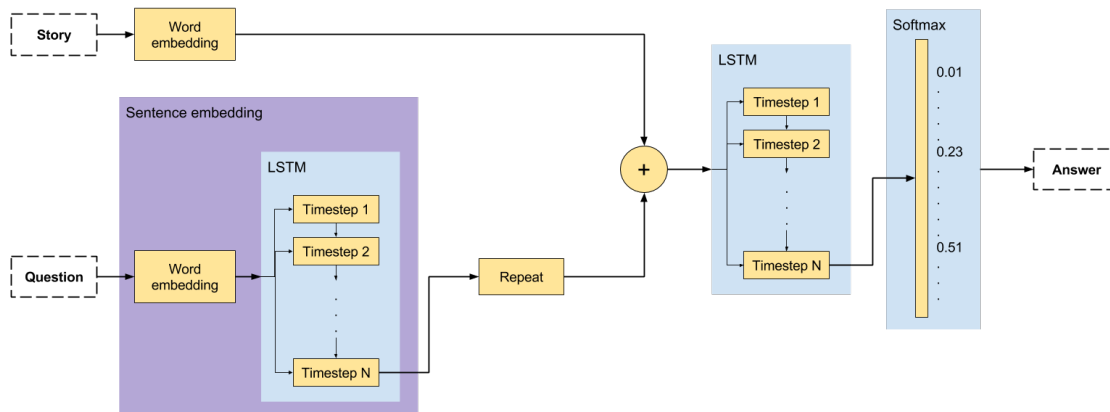 Story
Word
embedding
Sentence embedding
LSTM
Timestep 1
Timestep 2
Timestep N
Question
Word
embedding
Repeat
+
LSTM
Timestep 1
Timestep 2
Timestep N
Softmax
0.01
0.23
0.51
Answer